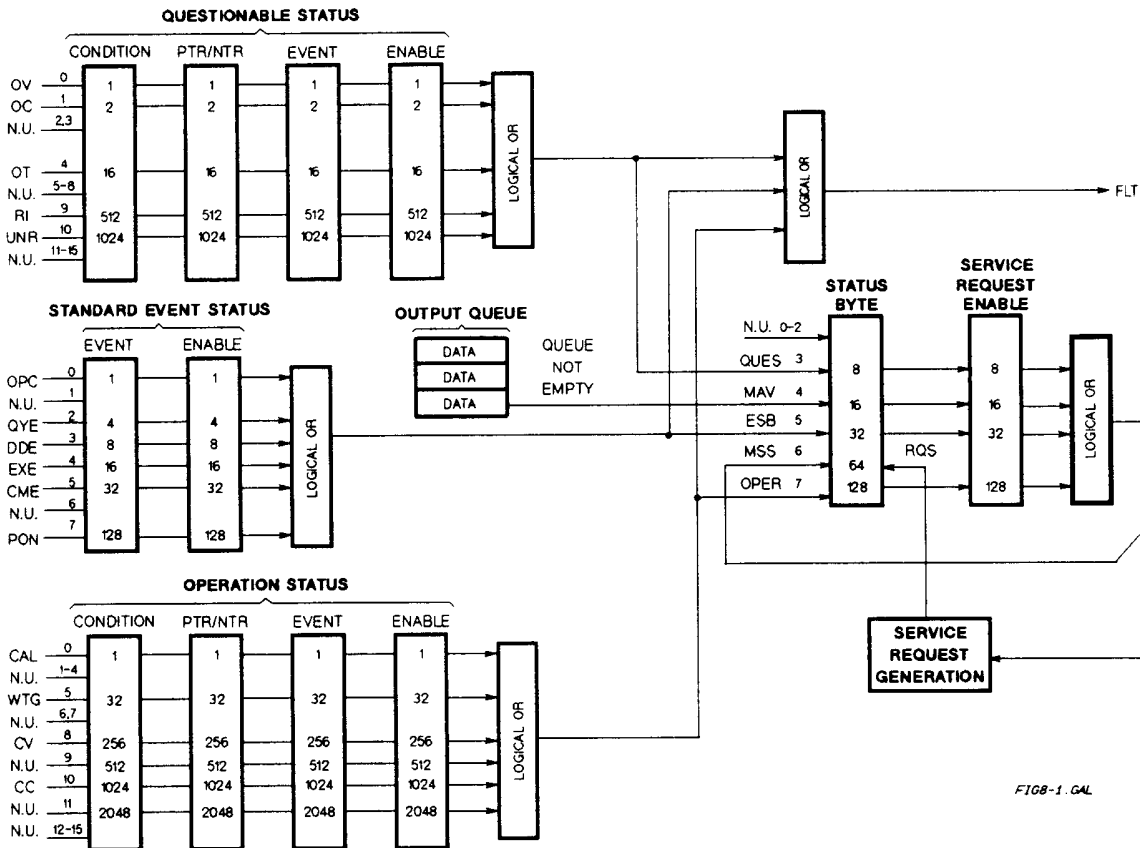 QUESTIONABLE STATUS
CONDITION PTR/NTR EVENT ENABLE
OV 0 1 1 1 1
OC 1 2 2 2 2
N.U. 2,3
OT 4 16 16 16 16
N.U. 5-8
RI 9 512 512 512 512
UNR 10 1024 1024 1024 1024
N.U. 11-15
LOGICAL OR
LOGICAL OR
FLT
STANDARD EVENT STATUS
EVENT ENABLE
OPC 0 1 1
N.U. 1
QYE 2 4 4
DDE 3 8 8
EXE 4 16 16
CME 5 32 32
N.U. 6
PON 7 128 128
LOGICAL OR
OUTPUT QUEUE
DATA
DATA
DATA
QUEUE
NOT
EMPTY
STATUS
BYTE
SERVICE
REQUEST
ENABLE
N.U. 0-2
QUES 3 8 8
MAV 4 16 16
ESB 5 32 32
MSS 6 64 RQS
OPER 7 128 128
LOGICAL OR
SERVICE
REQUEST
GENERATION
OPERATION STATUS
CONDITION PTR/NTR EVENT ENABLE
CAL 0 1 1 1 1
N.U. 1-4
WTG 5 32 32 32 32
N.U. 6,7
CV 8 256 256 256 256
N.U. 9 512 512 512 512
CC 10 1024 1024 1024 1024
N.U. 11 2048 2048 2048 2048
N.U. 12-15
LOGICAL OR
FIG8-1.GAL